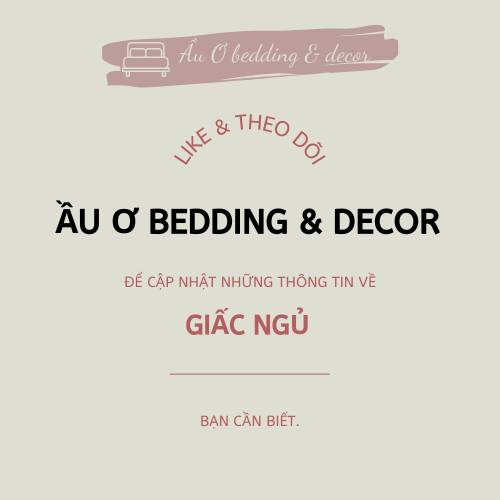 Ầu Ơ bedding & decor
LIKE & THEO DÕI
ẦU Ơ BEDDING & DECOR
ĐỂ CẬP NHẬT NHỮNG THÔNG TIN VỀ
GIẤC NGỦ
BẠN CẦN BIẾT.